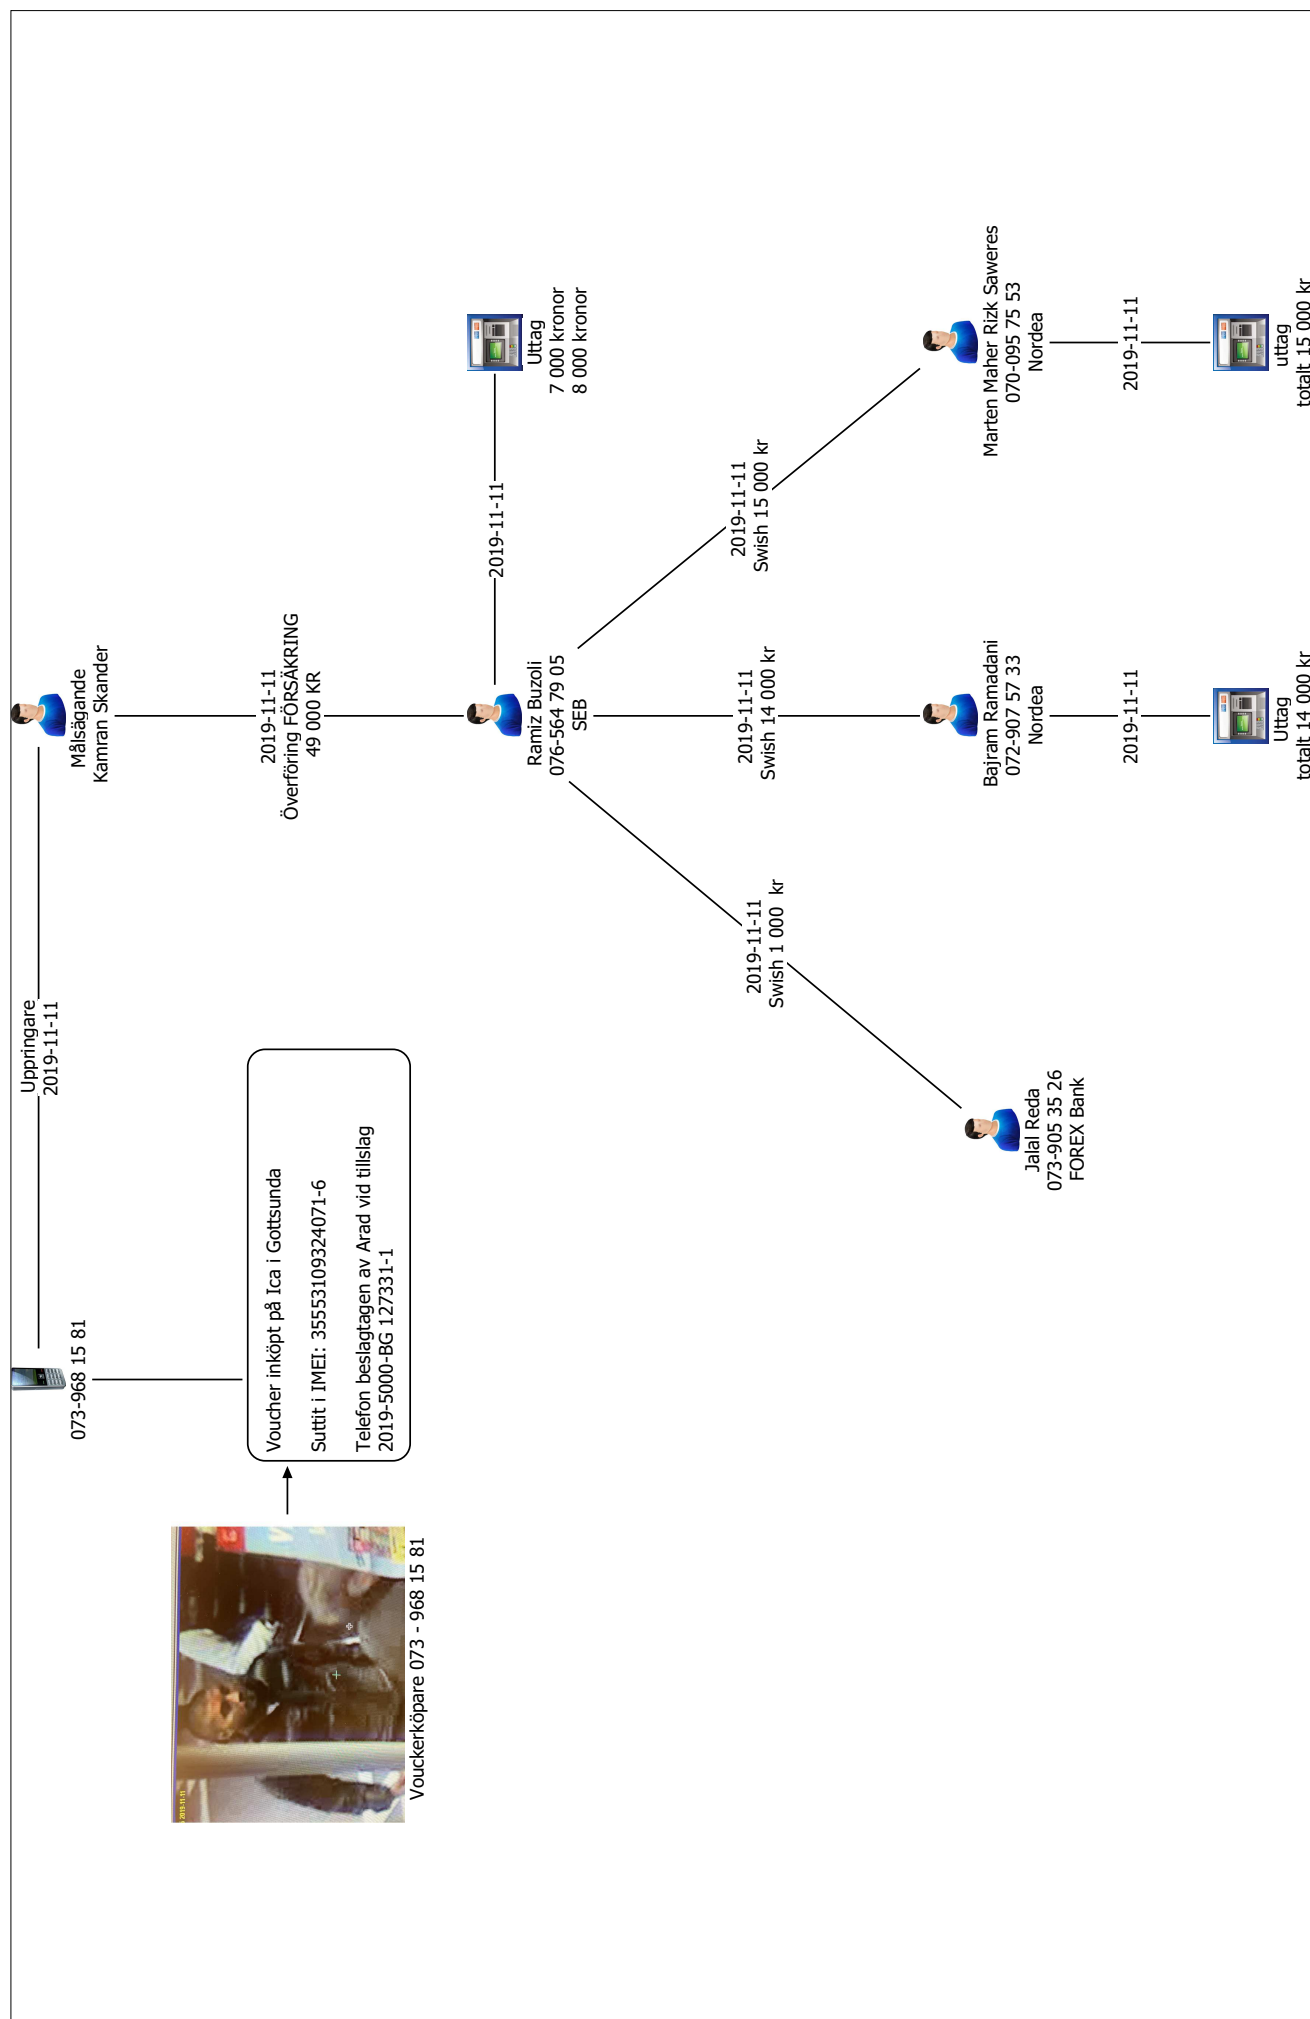 073-968 15 81
Uppringare
2019-11-11
Målsägande
Kamran Skander
Voucher inköpt på Ica i Gottsunda
Suttit i IMEI: 35553109324071-6
Telefon beslagtagen av Arad vid tillslag
2019-5000-BG 127331-1
2019-11-11
Vouckerköpare 073 - 968 15 81
2019-11-11
Överföring FÖRSÄKRING
49 000 KR
Ramiz Buzoli
076-564 79 05
SEB
2019-11-11
Uttag
7 000 kronor
8 000 kronor
2019-11-11
Swish 1 000 kr
2019-11-11
Swish 14 000 kr
2019-11-11
Swish 15 000 kr
Jalal Reda
073-905 35 26
FOREX Bank
Bajram Ramadani
072-907 57 33
Nordea
Marten Maher Rizk Saweres
070-095 75 53
Nordea
2019-11-11
2019-11-11
Uttag
totalt 14 000 kr
uttag
totalt 15 000 kr